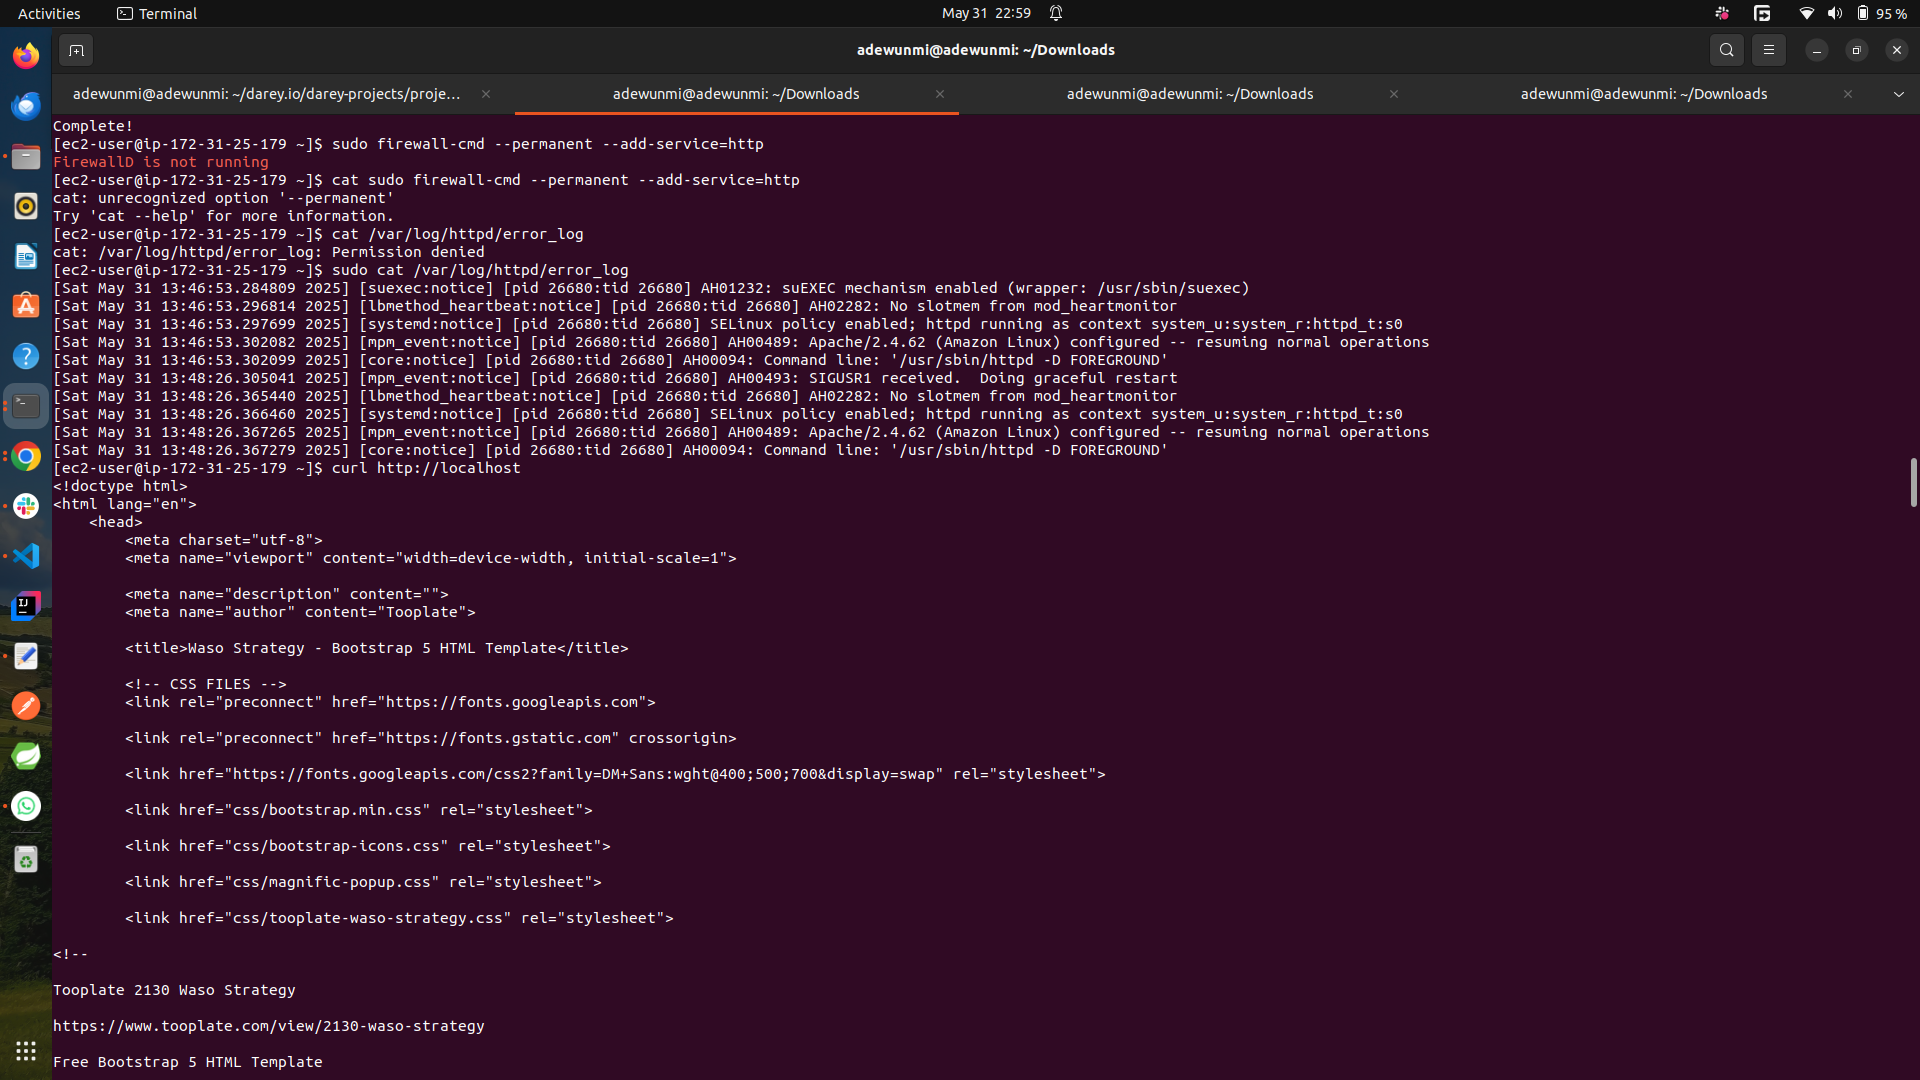 Activities
Terminal
May 31 22:59
95 %
adewunmi@adewunmi: ~/Downloads
adewunmi@adewunmi: ~/darey.io/darey-projects/proje...
adewunmi@adewunmi: ~/Downloads
adewunmi@adewunmi: ~/Downloads
adewunmi@adewunmi: ~/Downloads
Complete!
[ec2-user@ip-172-31-25-179 ~]$ sudo firewall-cmd --permanent --add-service=http
FirewallD is not running
[ec2-user@ip-172-31-25-179 ~]$ cat sudo firewall-cmd --permanent --add-service=http
cat: unrecognized option '--permanent'
Try 'cat --help' for more information.
[ec2-user@ip-172-31-25-179 ~]$ cat /var/log/httpd/error_log
cat: /var/log/httpd/error_log: Permission denied
[ec2-user@ip-172-31-25-179 ~]$ sudo cat /var/log/httpd/error_log
[Sat May 31 13:46:53.284809 2025] [suexec:notice] [pid 26680:tid 26680] AH01232: suEXEC mechanism enabled (wrapper: /usr/sbin/suexec)
[Sat May 31 13:46:53.296814 2025] [lbmethod_heartbeat:notice] [pid 26680:tid 26680] AH02282: No slotmem from mod_heartmonitor
[Sat May 31 13:46:53.297699 2025] [systemd:notice] [pid 26680:tid 26680] SELinux policy enabled; httpd running as context system_u:system_r:httpd_t:s0
[Sat May 31 13:46:53.302082 2025] [mpm_event:notice] [pid 26680:tid 26680] AH00489: Apache/2.4.62 (Amazon Linux) configured -- resuming normal operations
[Sat May 31 13:46:53.302099 2025] [core:notice] [pid 26680:tid 26680] AH00094: Command line: '/usr/sbin/httpd -D FOREGROUND'
[Sat May 31 13:48:26.305041 2025] [mpm_event:notice] [pid 26680:tid 26680] AH00493: SIGUSR1 received.  Doing graceful restart
[Sat May 31 13:48:26.365440 2025] [lbmethod_heartbeat:notice] [pid 26680:tid 26680] AH02282: No slotmem from mod_heartmonitor
[Sat May 31 13:48:26.366460 2025] [systemd:notice] [pid 26680:tid 26680] SELinux policy enabled; httpd running as context system_u:system_r:httpd_t:s0
[Sat May 31 13:48:26.367265 2025] [mpm_event:notice] [pid 26680:tid 26680] AH00489: Apache/2.4.62 (Amazon Linux) configured -- resuming normal operations
[Sat May 31 13:48:26.367279 2025] [core:notice] [pid 26680:tid 26680] AH00094: Command line: '/usr/sbin/httpd -D FOREGROUND'
[ec2-user@ip-172-31-25-179 ~]$ curl http://localhost
<!doctype html>
<html lang="en">
    <head>
        <meta charset="utf-8">
        <meta name="viewport" content="width=device-width, initial-scale=1">
        <meta name="description" content="">
        <meta name="author" content="Tooplate">
        <title>Waso Strategy - Bootstrap 5 HTML Template</title>
        <!-- CSS FILES -->
        <link rel="preconnect" href="https://fonts.googleapis.com">
        <link rel="preconnect" href="https://fonts.gstatic.com" crossorigin>
        <link href="https://fonts.googleapis.com/css2?family=DM+Sans:wght@400;500;700&display=swap" rel="stylesheet">
        <link href="css/bootstrap.min.css" rel="stylesheet">
        <link href="css/bootstrap-icons.css" rel="stylesheet">
        <link href="css/magnific-popup.css" rel="stylesheet">
        <link href="css/tooplate-waso-strategy.css" rel="stylesheet">
<!--
Tooplate 2130 Waso Strategy
https://www.tooplate.com/view/2130-waso-strategy
Free Bootstrap 5 HTML Template